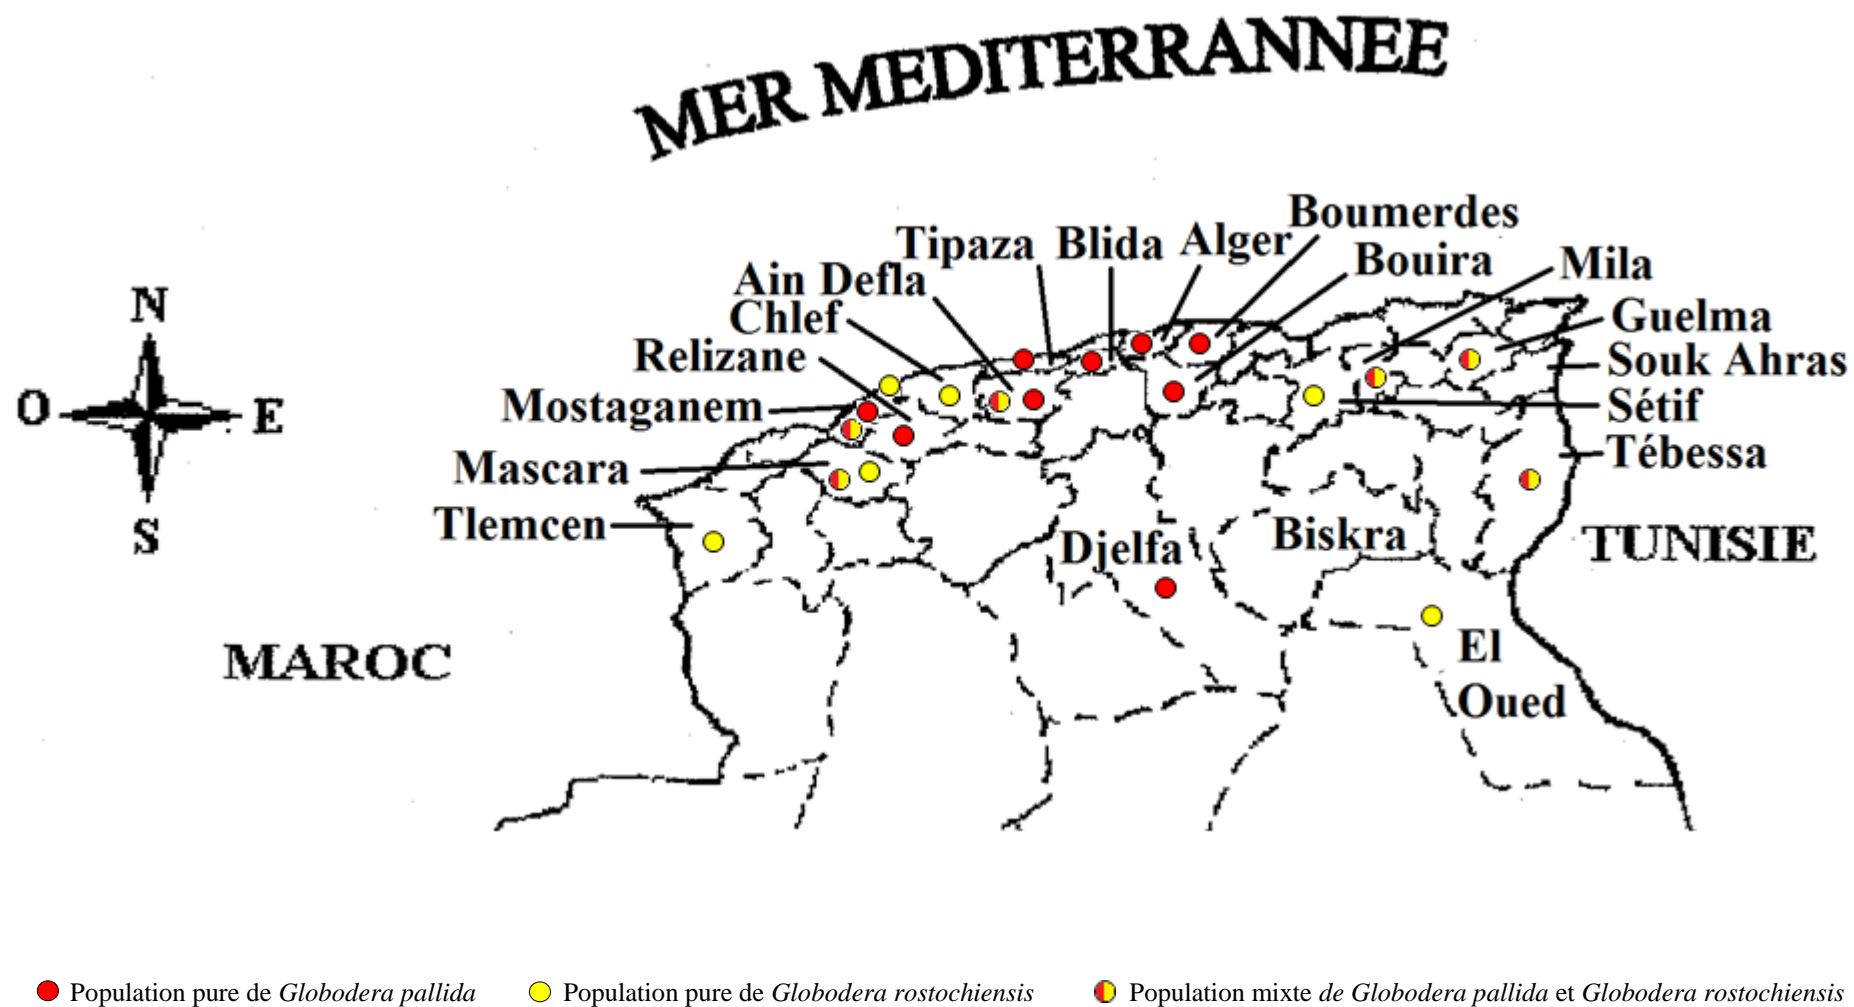 MER MEDITERRANNEE
Boumerdes
Tipaza Blida Alger
Bouira
Mila
Ain Defla
N
Chlef
Guelma
Relizane
Souk Ahras
O
E
Mostaganem
Sétif
Mascara
Tébessa
S
Tlemcen
Djelfa
Biskra
TUNISIE
MAROC
El
Oued
Population pure de Globodera pallida
Population pure de Globodera rostochiensis
Population mixte de Globodera pallida et Globodera rostochiensis